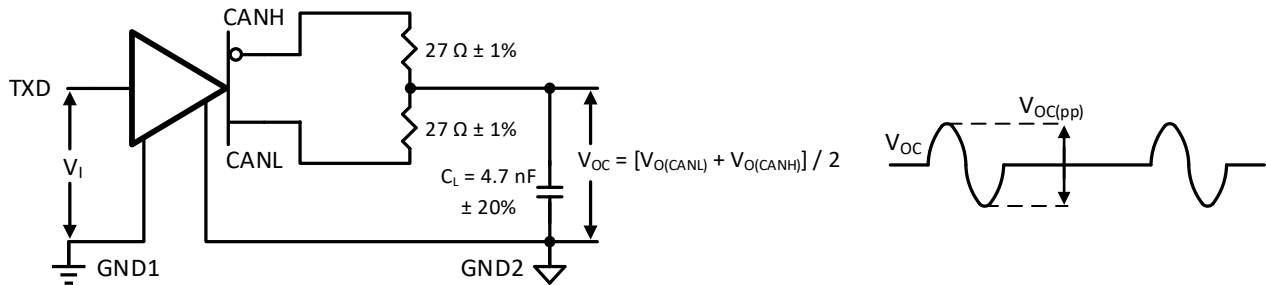 CANH
27 Ω ± 1%
TXD
27 Ω ± 1%
CANL
V_I
V_OC = [V_O(CANL) + V_O(CANH)] / 2
C_L = 4.7 nF
± 20%
GND1
GND2
V_OC(pp)
V_OC